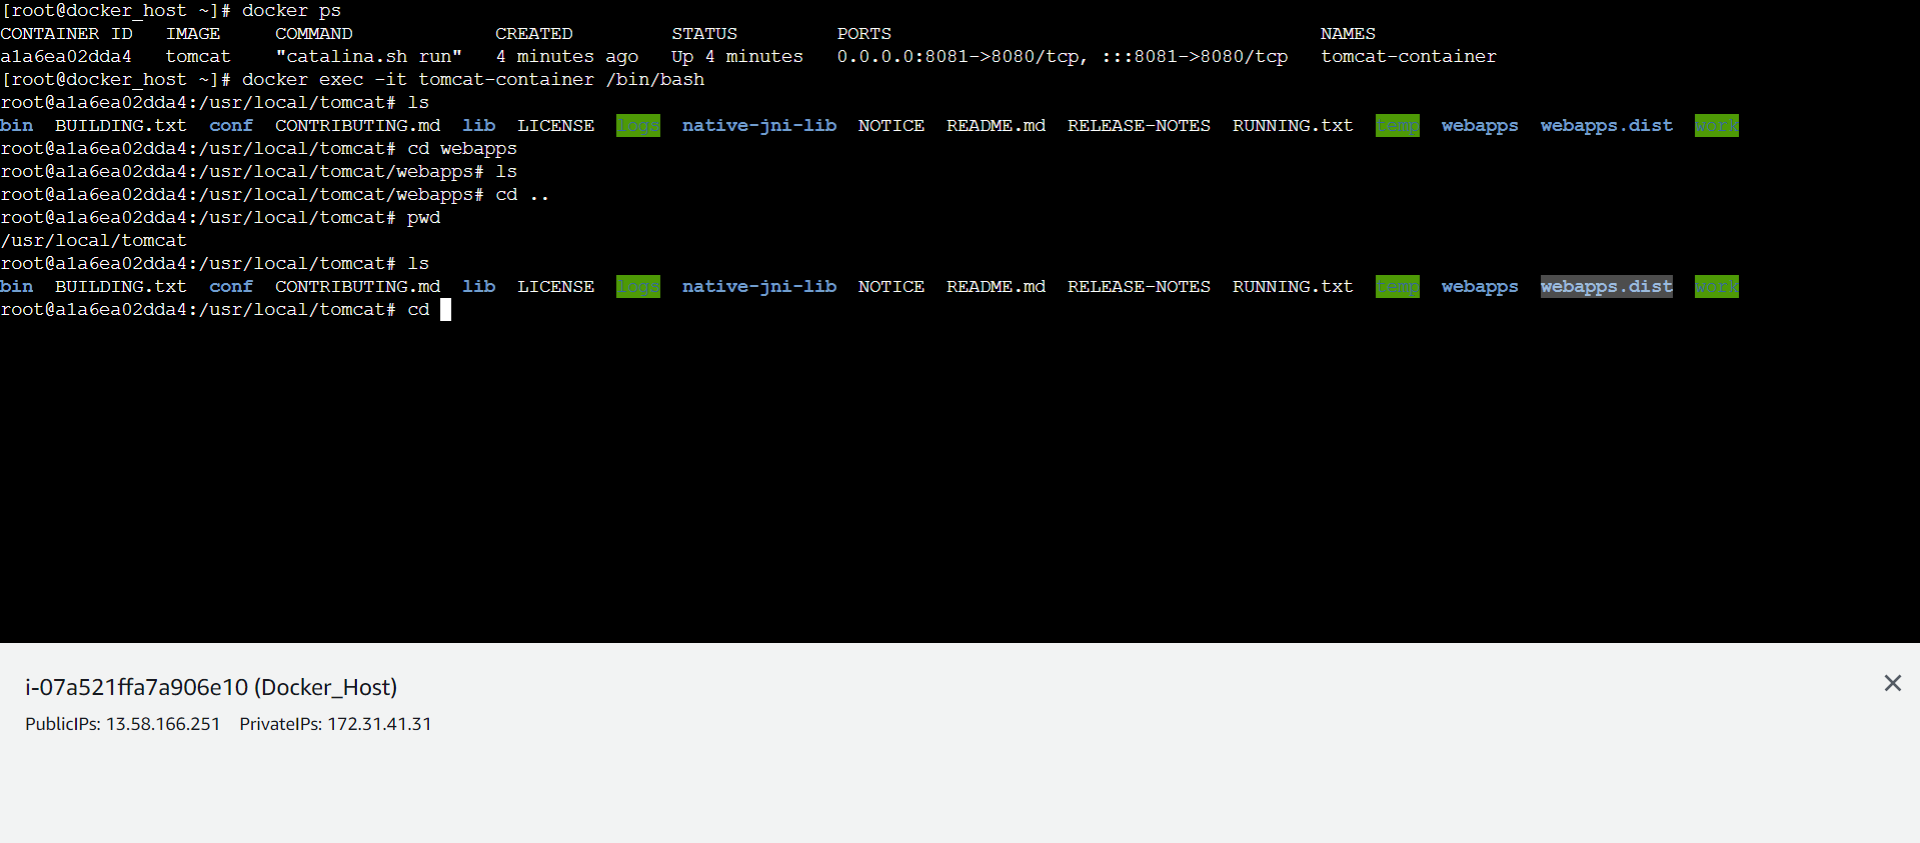 [root@docker_host ~]# docker ps
CONTAINER ID   IMAGE     COMMAND             CREATED         STATUS         PORTS                                       NAMES
a1a6ea02dda4   tomcat    "catalina.sh run"   4 minutes ago   Up 4 minutes   0.0.0.0:8081->8080/tcp, :::8081->8080/tcp   tomcat-container
[root@docker_host ~]# docker exec -it tomcat-container /bin/bash
root@a1a6ea02dda4:/usr/local/tomcat# ls
bin  BUILDING.txt  conf  CONTRIBUTING.md  lib  LICENSE  logs  native-jni-lib  NOTICE  README.md  RELEASE-NOTES  RUNNING.txt  temp  webapps  webapps.dist  work
root@a1a6ea02dda4:/usr/local/tomcat# cd webapps
root@a1a6ea02dda4:/usr/local/tomcat/webapps# ls
root@a1a6ea02dda4:/usr/local/tomcat/webapps# cd ..
root@a1a6ea02dda4:/usr/local/tomcat# pwd
/usr/local/tomcat
root@a1a6ea02dda4:/usr/local/tomcat# ls
bin  BUILDING.txt  conf  CONTRIBUTING.md  lib  LICENSE  logs  native-jni-lib  NOTICE  README.md  RELEASE-NOTES  RUNNING.txt  temp  webapps  webapps.dist  work
root@a1a6ea02dda4:/usr/local/tomcat# cd
i-07a521ffa7a906e10 (Docker_Host)
PublicIPs: 13.58.166.251   PrivateIPs: 172.31.41.31